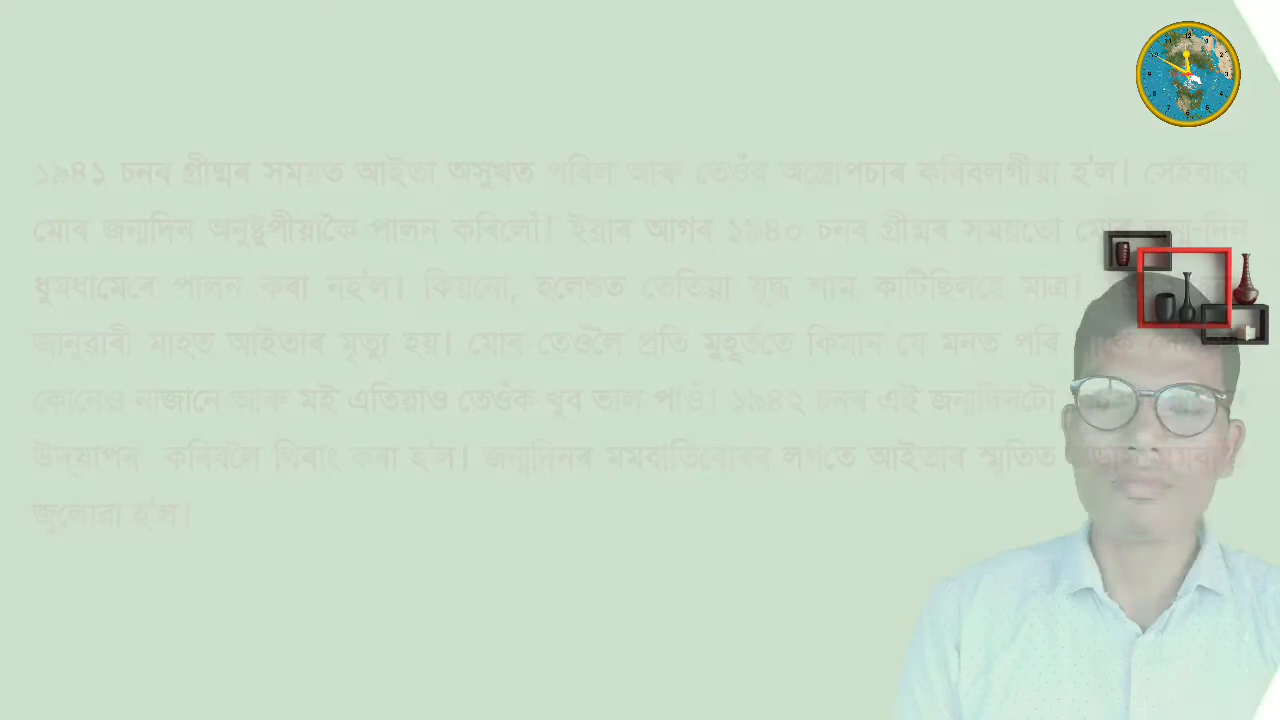 ১৯৪১ চনৰ গ্ৰীষ্মৰ সময়ত আইতা অসুখত পৰিল আৰু তেওঁৰ অস্ত্ৰোপচাৰ কৰিবলগীয়া হ'ল। সেইবাবে
মোৰ জন্মদিন অনুষ্টুপীয়াকৈ পালন কৰিলোঁ। ইয়াৰ আগৰ ১৯৪০ চনৰ গ্ৰীষ্মৰ সময়তো মোৰ জন্ম-দিন
ধুমধামেৰে পালন কৰা নহ'ল। কিয়নো, হলেণ্ডত তেতিয়া যুদ্ধ শাম কাটিছিলহে মাত্ৰ।
জানুৱাৰী মাহত আইতাৰ মৃত্যু হয়। মোৰ তেওঁলৈ প্ৰতি মুহূৰ্ততে কিমান যে মনত পৰি থাকে
কোনেও নাজানে আৰু মই এতিয়াও তেওঁক খুব ভাল পাওঁ। ১৯৪২ চনৰ এই জন্মদিনটো
উদ্‌যাপন কৰিবলৈ থিৰাং কৰা হ'ল। জন্মদিনৰ মমবাতিবোৰৰ লগতে আইতাৰ স্মৃতিত
জ্বলোৱা হ'ল।